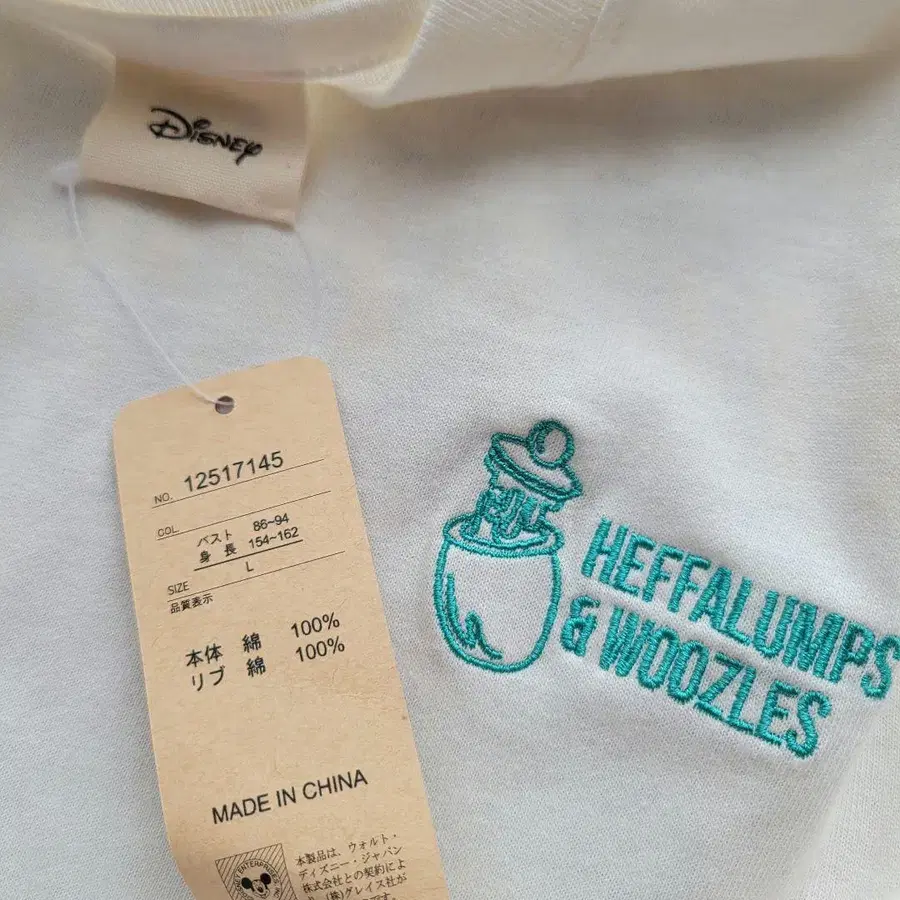 Disney
NO. 12517145
COL.
バスト 86~94
身長 154~162
SIZE L
品質表示
本体 綿 100%
リブ 綿 100%
MADE IN CHINA
本製品は、ウォルト・
ディズニー・ジャパン
株式会社との契約によ
り、(株)グレイス社が
ENTERPRISES
HEFFALUMPS
& WOOZLES